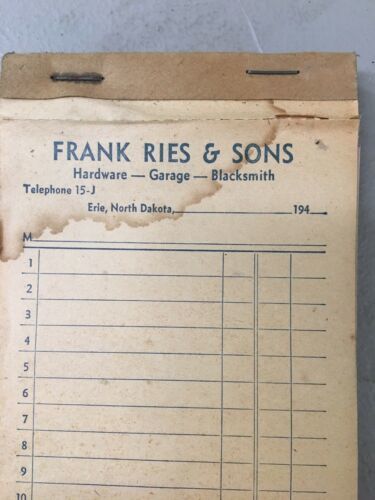 FRANK RIES & SONS
Hardware — Garage — Blacksmith
Telephone 15-J
Erie, North Dakota, 194
M
1
2
3
4
5
6
7
8
9
10